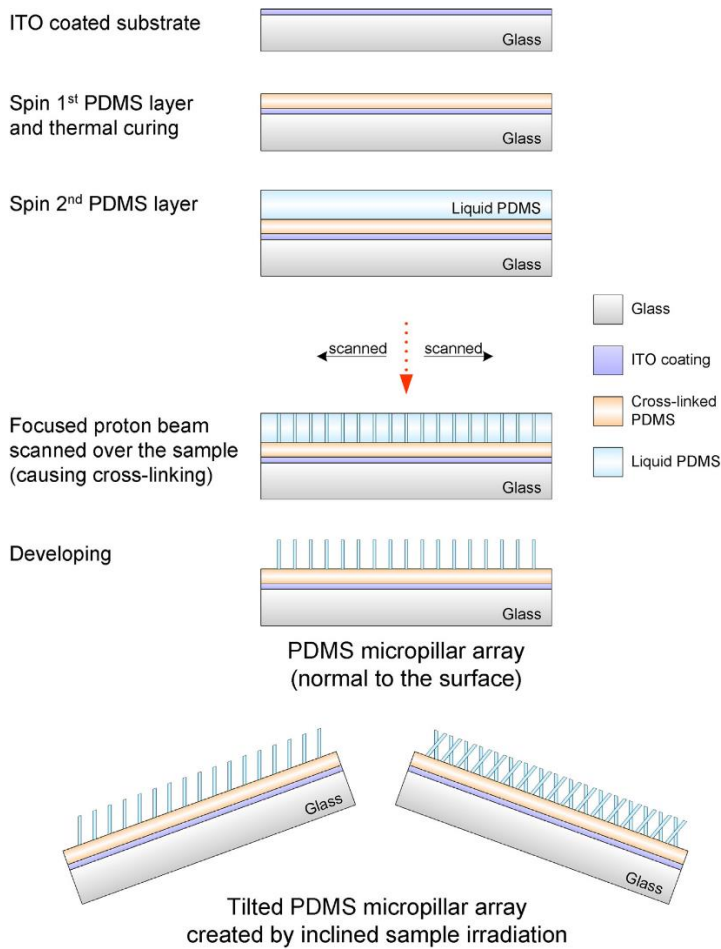 ITO coated substrate
Glass
Spin 1st PDMS layer
and thermal curing
Glass
Spin 2nd PDMS layer
Liquid PDMS
Glass
scanned scanned
Focused proton beam
scanned over the sample
(causing cross-linking)
Glass
Developing
Glass
PDMS micropillar array
(normal to the surface)
Glass
ITO coating
Cross-linked
PDMS
Liquid PDMS
Glass
Glass
Tilted PDMS micropillar array
created by inclined sample irradiation